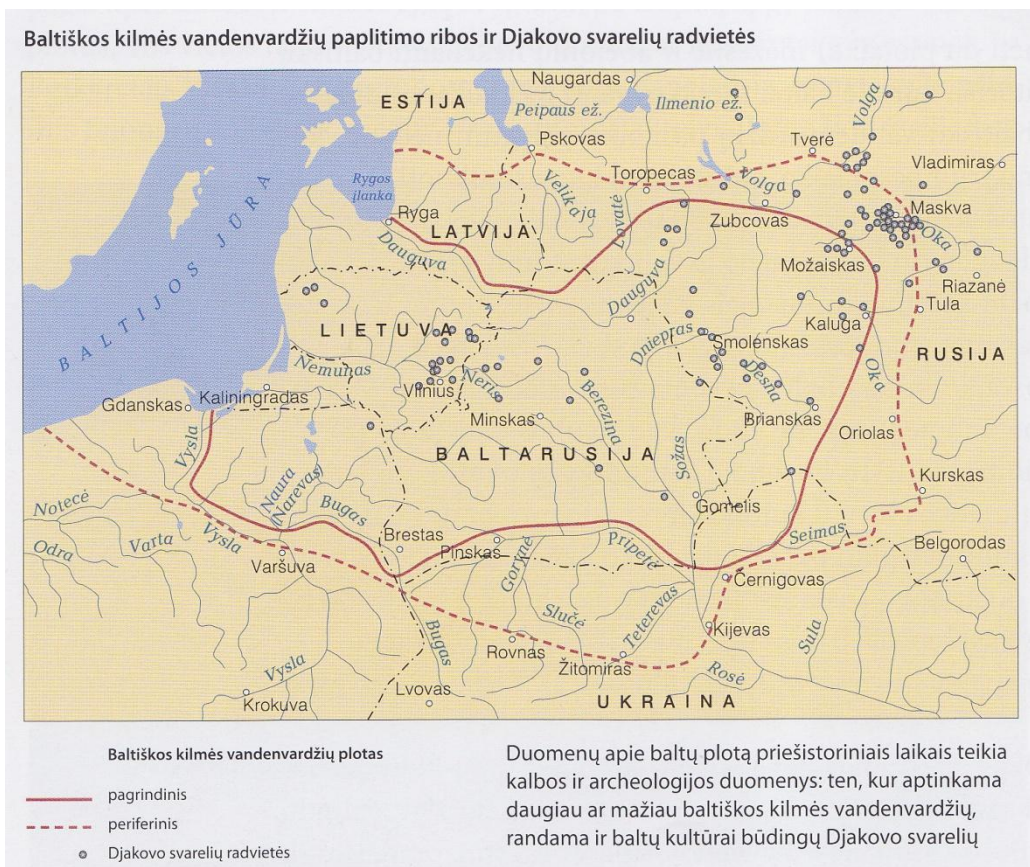 Baltiškos kilmės vandenvardžių paplitimo ribos ir Djakovo svarelių radvietės
Naugardas
ESTIJA
Peipaus ež.
Ilmenio ež.
Volga
Pskovas
Tverė
Vladimiras
Toropecas
Volga
Rygos
įlanka
Velikaja
Lovatė
Zubcovas
Maskva
Ryga
LATVIJA
Oka
Dauguva
Možaiskas
BALTIJOS JŪRA
Dauguva
Riazanė
Tula
LIETUVA
Kaluga
Dniepras
Smolenskas
RUSIJA
Nemunas
Oka
Vilnius
Neris
Desna
Kaliningradas
Gdanskas
Minskas
Berezina
Brianskas
Oriolas
Vysla
BALTARUSIJA
Sožas
Kurskas
Naura
(Narevas)
Notecė
Bugas
Gomelis
Seimas
Vysla
Brestas
Belgorodas
Odra
Varta
Pinskas
Pripetė
Varšuva
Gorynė
Černigovas
Slučė
Teterevas
Kijevas
Sula
Bugas
Rovnas
Žitomiras
Rosė
Vysla
Lvovas
Krokuva
UKRAINA
Baltiškos kilmės vandenvardžių plotas
pagrindinis
periferinis
Djakovo svarelių radvietės
Duomenų apie baltų plotą priešistoriniais laikais teikia
kalbos ir archeologijos duomenys: ten, kur aptinkama
daugiau ar mažiau baltiškos kilmės vandenvardžių,
randama ir baltų kultūrai būdingų Djakovo svarelių